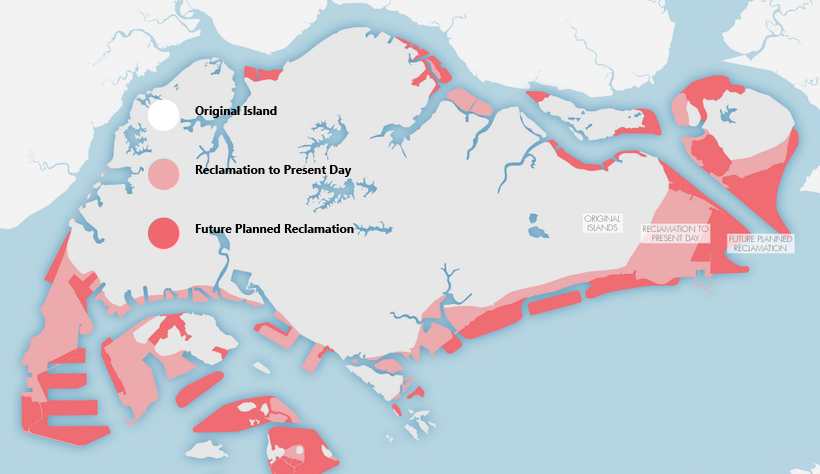 Original Island
Reclamation to Present Day
Future Planned Reclamation
ORIGINAL
ISLANDS
RECLAMATION TO
PRESENT DAY
FUTURE PLANNED
RECLAMATION